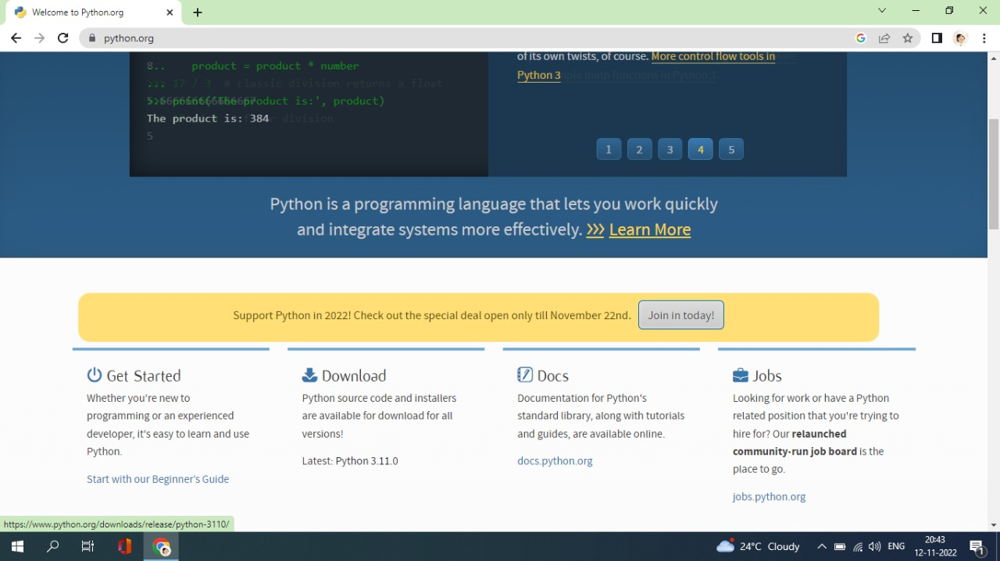 Welcome to Python.org
python.org
8.. product = product * number
of its own twists, of course. More control flow tools in
... 17 / 3 # classic division returns a float
Python 3
print('The product is:', product)
The product is: 384
division
5
1 2 3 4 5
Python is a programming language that lets you work quickly
and integrate systems more effectively. >>> Learn More
Support Python in 2022! Check out the special deal open only till November 22nd. Join in today!
Get Started
Whether you're new to
programming or an experienced
developer, it's easy to learn and use
Python.
Start with our Beginner's Guide
Download
Python source code and installers
are available for download for all
versions!
Latest: Python 3.11.0
Docs
Documentation for Python's
standard library, along with tutorials
and guides, are available online.
docs.python.org
Jobs
Looking for work or have a Python
related position that you're trying to
hire for? Our relaunched
community-run job board is the
place to go.
jobs.python.org
https://www.python.org/downloads/release/python-3110/
24°C Cloudy
ENG
20:43
12-11-2022
1